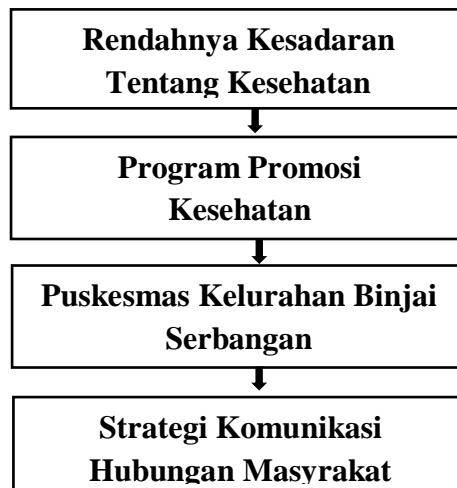 Rendahnya Kesadaran
Tentang Kesehatan
Program Promosi
Kesehatan
Puskesmas Kelurahan Binjai
Serbangan
Strategi Komunikasi
Hubungan Masyrakat